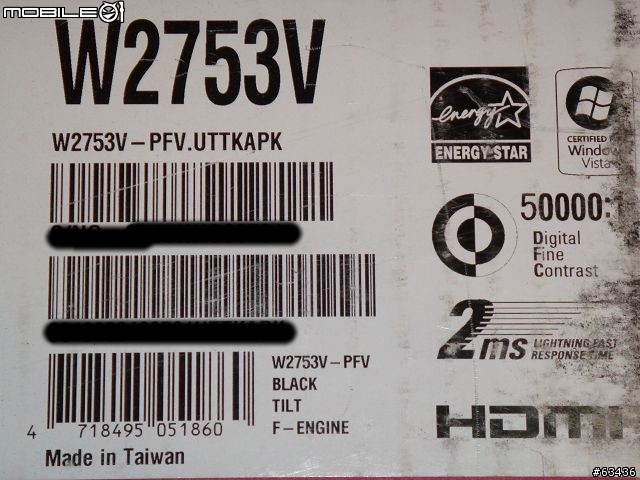 MOBILE01
W2753V
W2753V-PFV.UTTKAPK
energy
ENERGY STAR
CERTIFIED
Windows
Vista
50000:1
Digital
Fine
Contrast
2ms LIGHTNING FAST
RESPONSE TIME
W2753V-PFV
BLACK
TILT
F-ENGINE
4 718495 051860
HDMI
Made in Taiwan
#63436